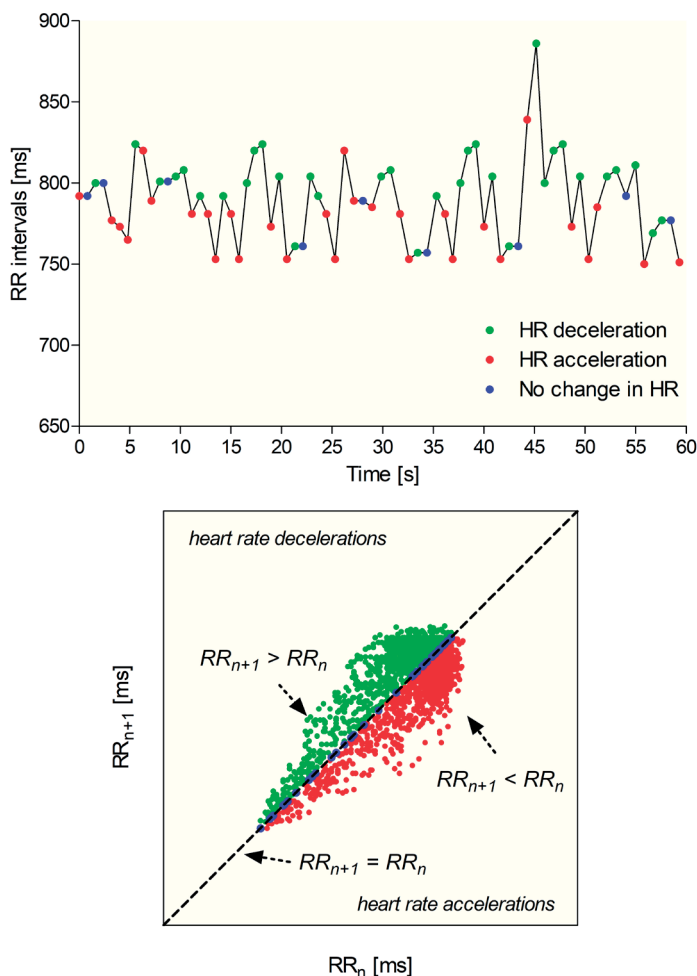 900
850
800
750
700
650
RR intervals [ms]
HR deceleration
HR acceleration
No change in HR
0 5 10 15 20 25 30 35 40 45 50 55 60
Time [s]
heart rate decelerations
RRn+1 > RRn
RRn+1 [ms]
RRn+1 < RRn
RRn+1 = RRn
heart rate accelerations
RRn [ms]